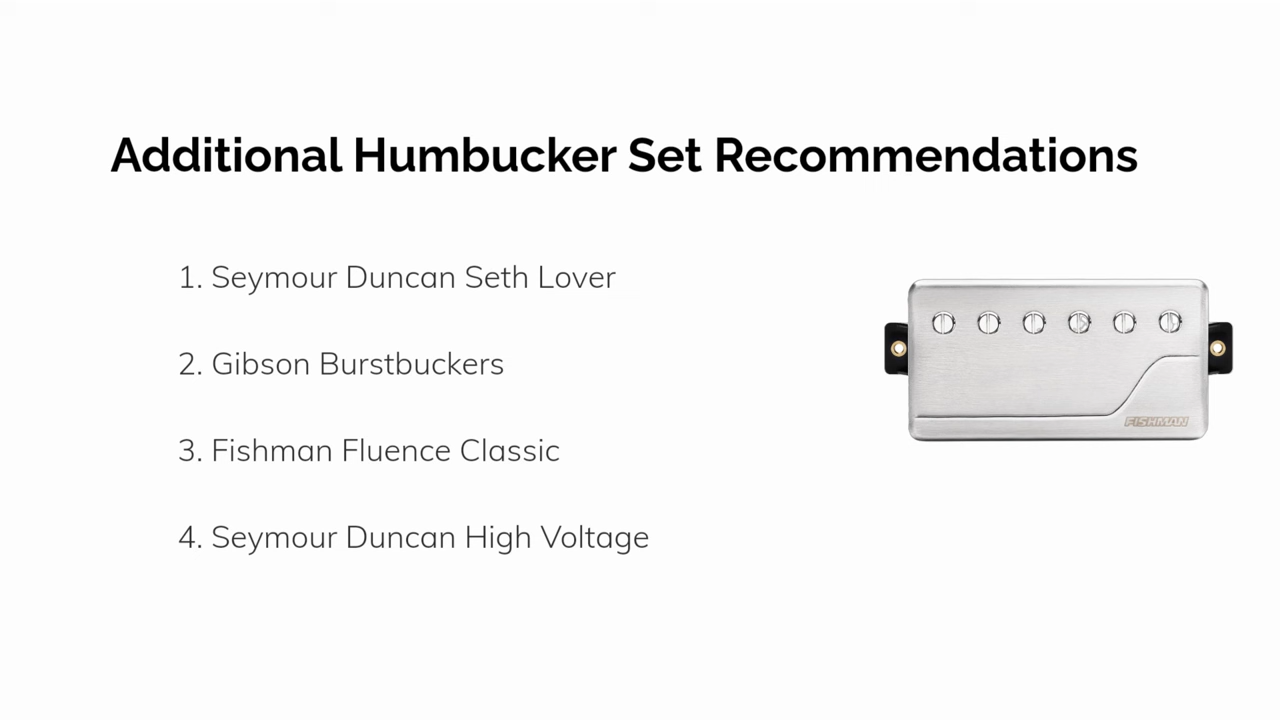 Additional Humbucker Set Recommendations
1. Seymour Duncan Seth Lover
2. Gibson Burstbuckers
3. Fishman Fluence Classic
4. Seymour Duncan High Voltage
FISHMAN